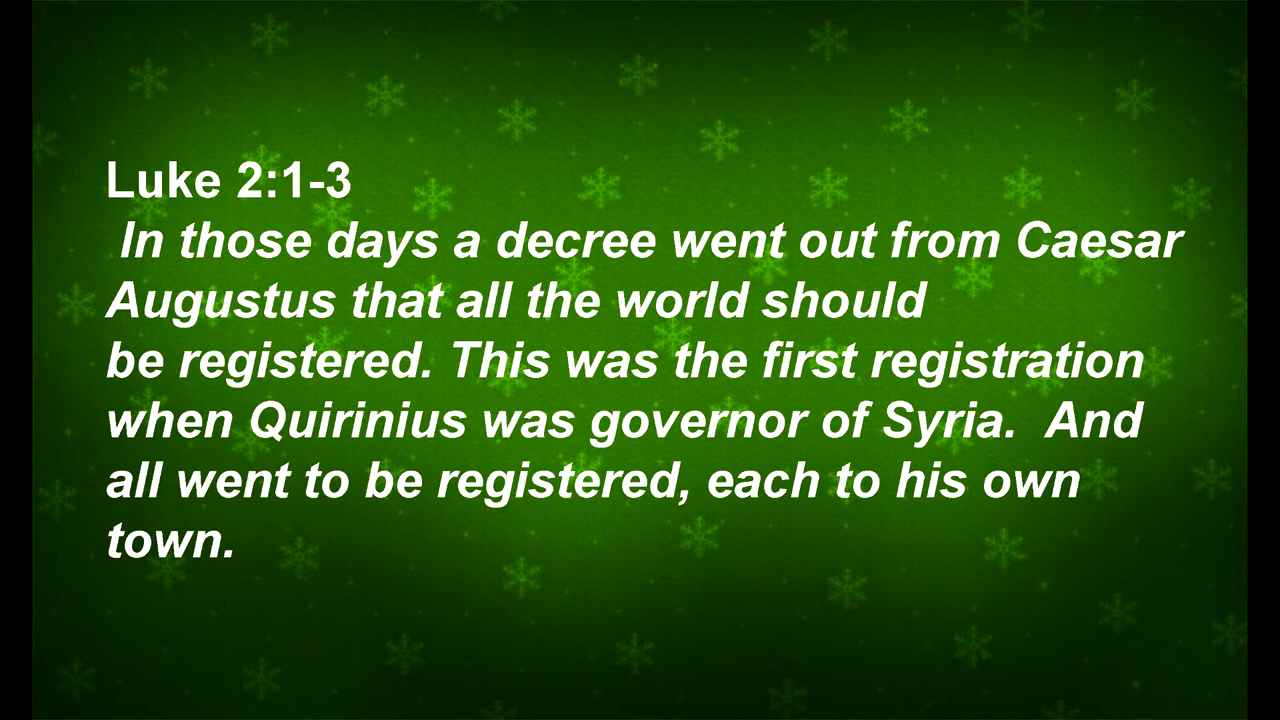 Luke 2:1-3
In those days a decree went out from Caesar
Augustus that all the world should
be registered. This was the first registration
when Quirinius was governor of Syria.  And
all went to be registered, each to his own
town.